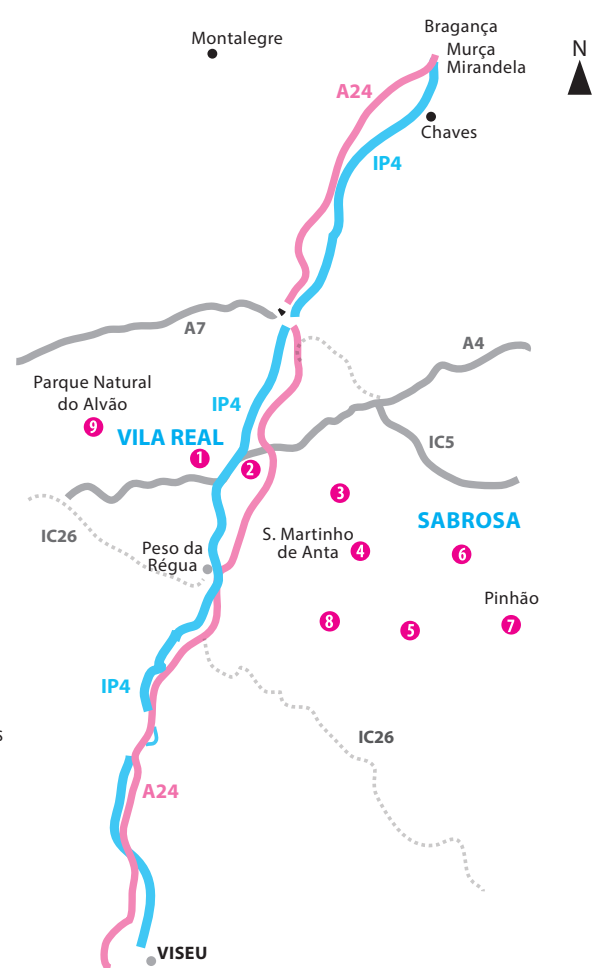 Bragança
Montalegre
Murça
Mirandela
N
A24
Chaves
IP4
A7
A4
Parque Natural
do Alvão
IP4
9
VILA REAL
IC5
1
2
3
SABROSA
IC26
S. Martinho
de Anta
Peso da
Régua
4
6
Pinhão
8
5
7
IP4
s
IC26
A24
VISEU